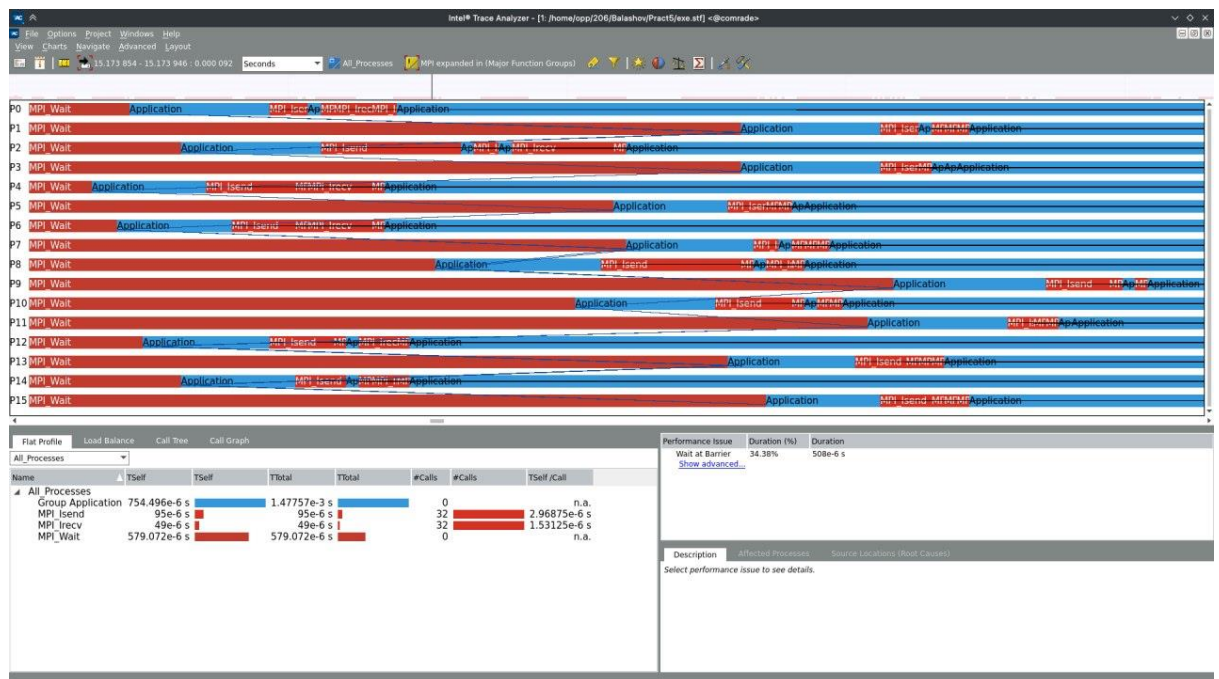 Intel® Trace Analyzer - [1: /home/opp/206/Balashov/Pract5/exe.stf] <@comrade>
File Options Project Windows Help
View Charts Navigate Advanced Layout
15.173 854 - 15.173 946 : 0.000 092 Seconds All_Processes MPI expanded in (Major Function Groups)
P0 MPI_Wait Application Application
P1 MPI_Wait Application Application
P2 MPI_Wait Application MPI_Isend MPI_Irecv Application
P3 MPI_Wait Application Application
P4 MPI_Wait Application MPI_Isend Application
P5 MPI_Wait Application Application
P6 MPI_Wait Application MPI_Isend Application
P7 MPI_Wait Application Application
P8 MPI_Wait Application MPI_Isend Application
P9 MPI_Wait Application MPI_Isend Application
P10 MPI_Wait Application MPI_Isend Application
P11 MPI_Wait Application Application
P12 MPI_Wait Application MPI_Isend Application
P13 MPI_Wait Application MPI_Isend Application
P14 MPI_Wait Application MPI_Isend Application
P15 MPI_Wait Application MPI_Isend Application
Flat Profile Load Balance Call Tree Call Graph
All_Processes
Name TSelf TSelf TTotal TTotal #Calls #Calls TSelf /Call
All_Processes
Group Application 754.496e-6 s 1.47757e-3 s 0 n.a.
MPI_Isend 95e-6 s 95e-6 s 32 2.96875e-6 s
MPI_Irecv 49e-6 s 49e-6 s 32 1.53125e-6 s
MPI_Wait 579.072e-6 s 579.072e-6 s 0 n.a.
Performance Issue Duration (%) Duration
Wait at Barrier 34.38% 508e-6 s
Show advanced...
Description Affected Processes Source Locations (Root Causes)
Select performance issue to see details.